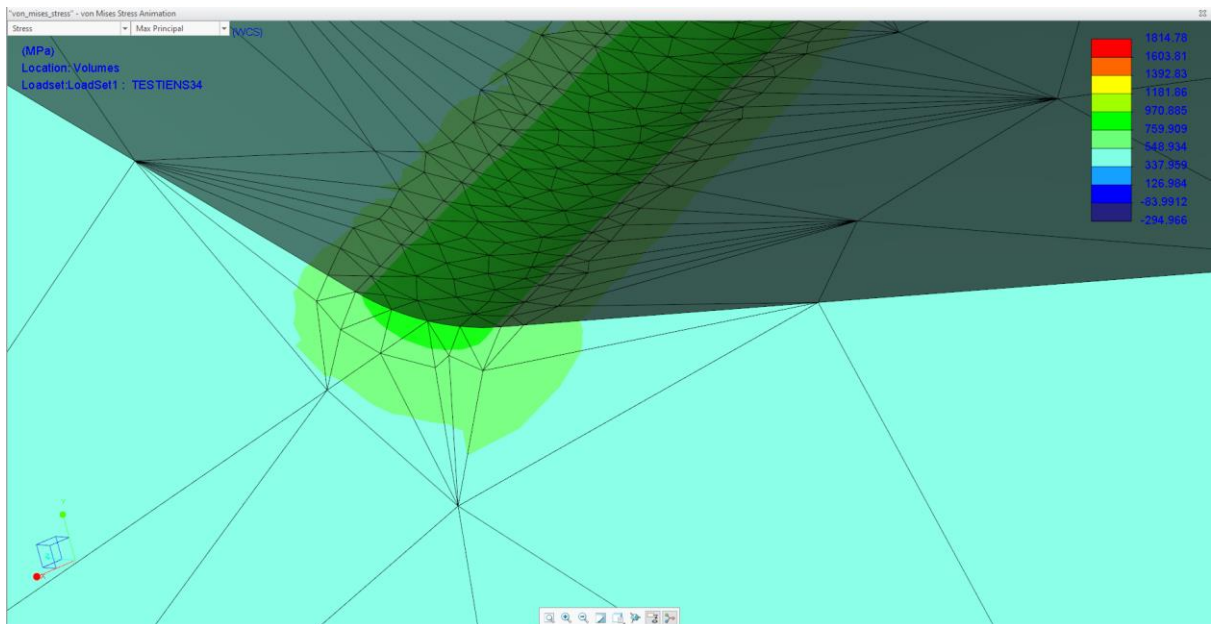 "von_mises_stress" - von Mises Stress Animation
Stress Max Principal (WCS)
(MPa)
Location: Volumes
Loadset:LoadSet1 : TESTIENS34
1814.78
1603.81
1392.83
1181.86
970.885
759.909
548.934
337.959
126.984
-83.9912
-294.966
Y
X